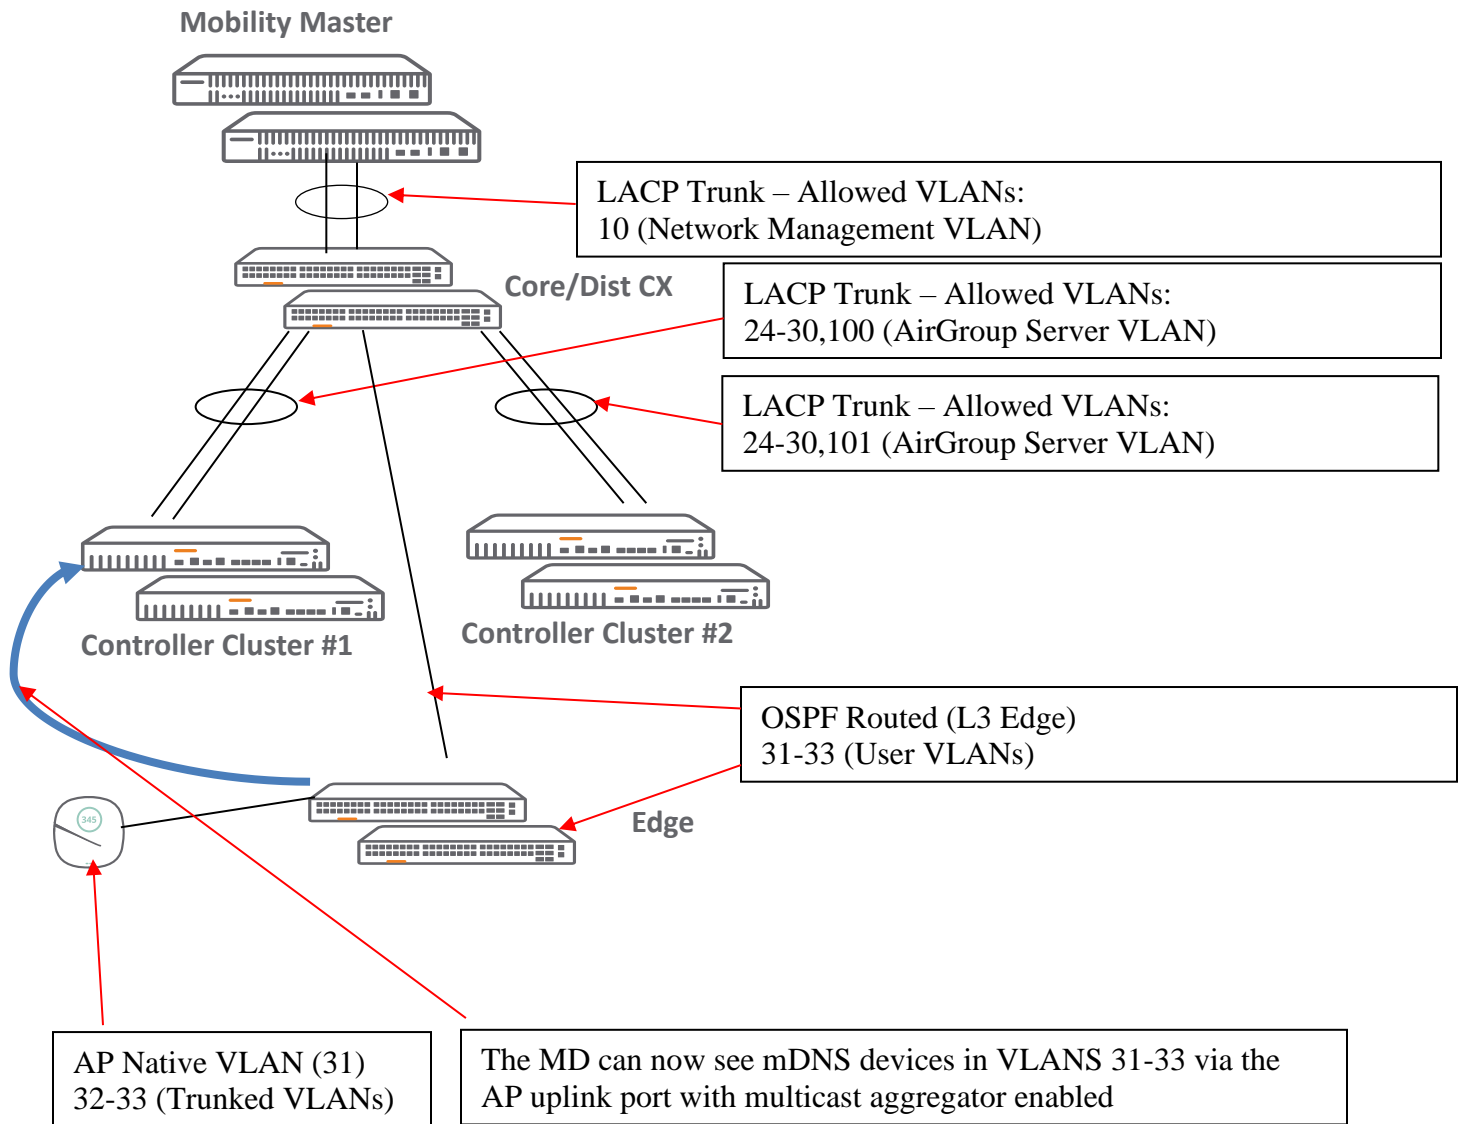 Mobility Master
LACP Trunk – Allowed VLANs:
10 (Network Management VLAN)
Core/Dist CX
LACP Trunk – Allowed VLANs:
24-30,100 (AirGroup Server VLAN)
LACP Trunk – Allowed VLANs:
24-30,101 (AirGroup Server VLAN)
Controller Cluster #1
Controller Cluster #2
OSPF Routed (L3 Edge)
31-33 (User VLANs)
345
Edge
AP Native VLAN (31)
32-33 (Trunked VLANs)
The MD can now see mDNS devices in VLANS 31-33 via the
AP uplink port with multicast aggregator enabled